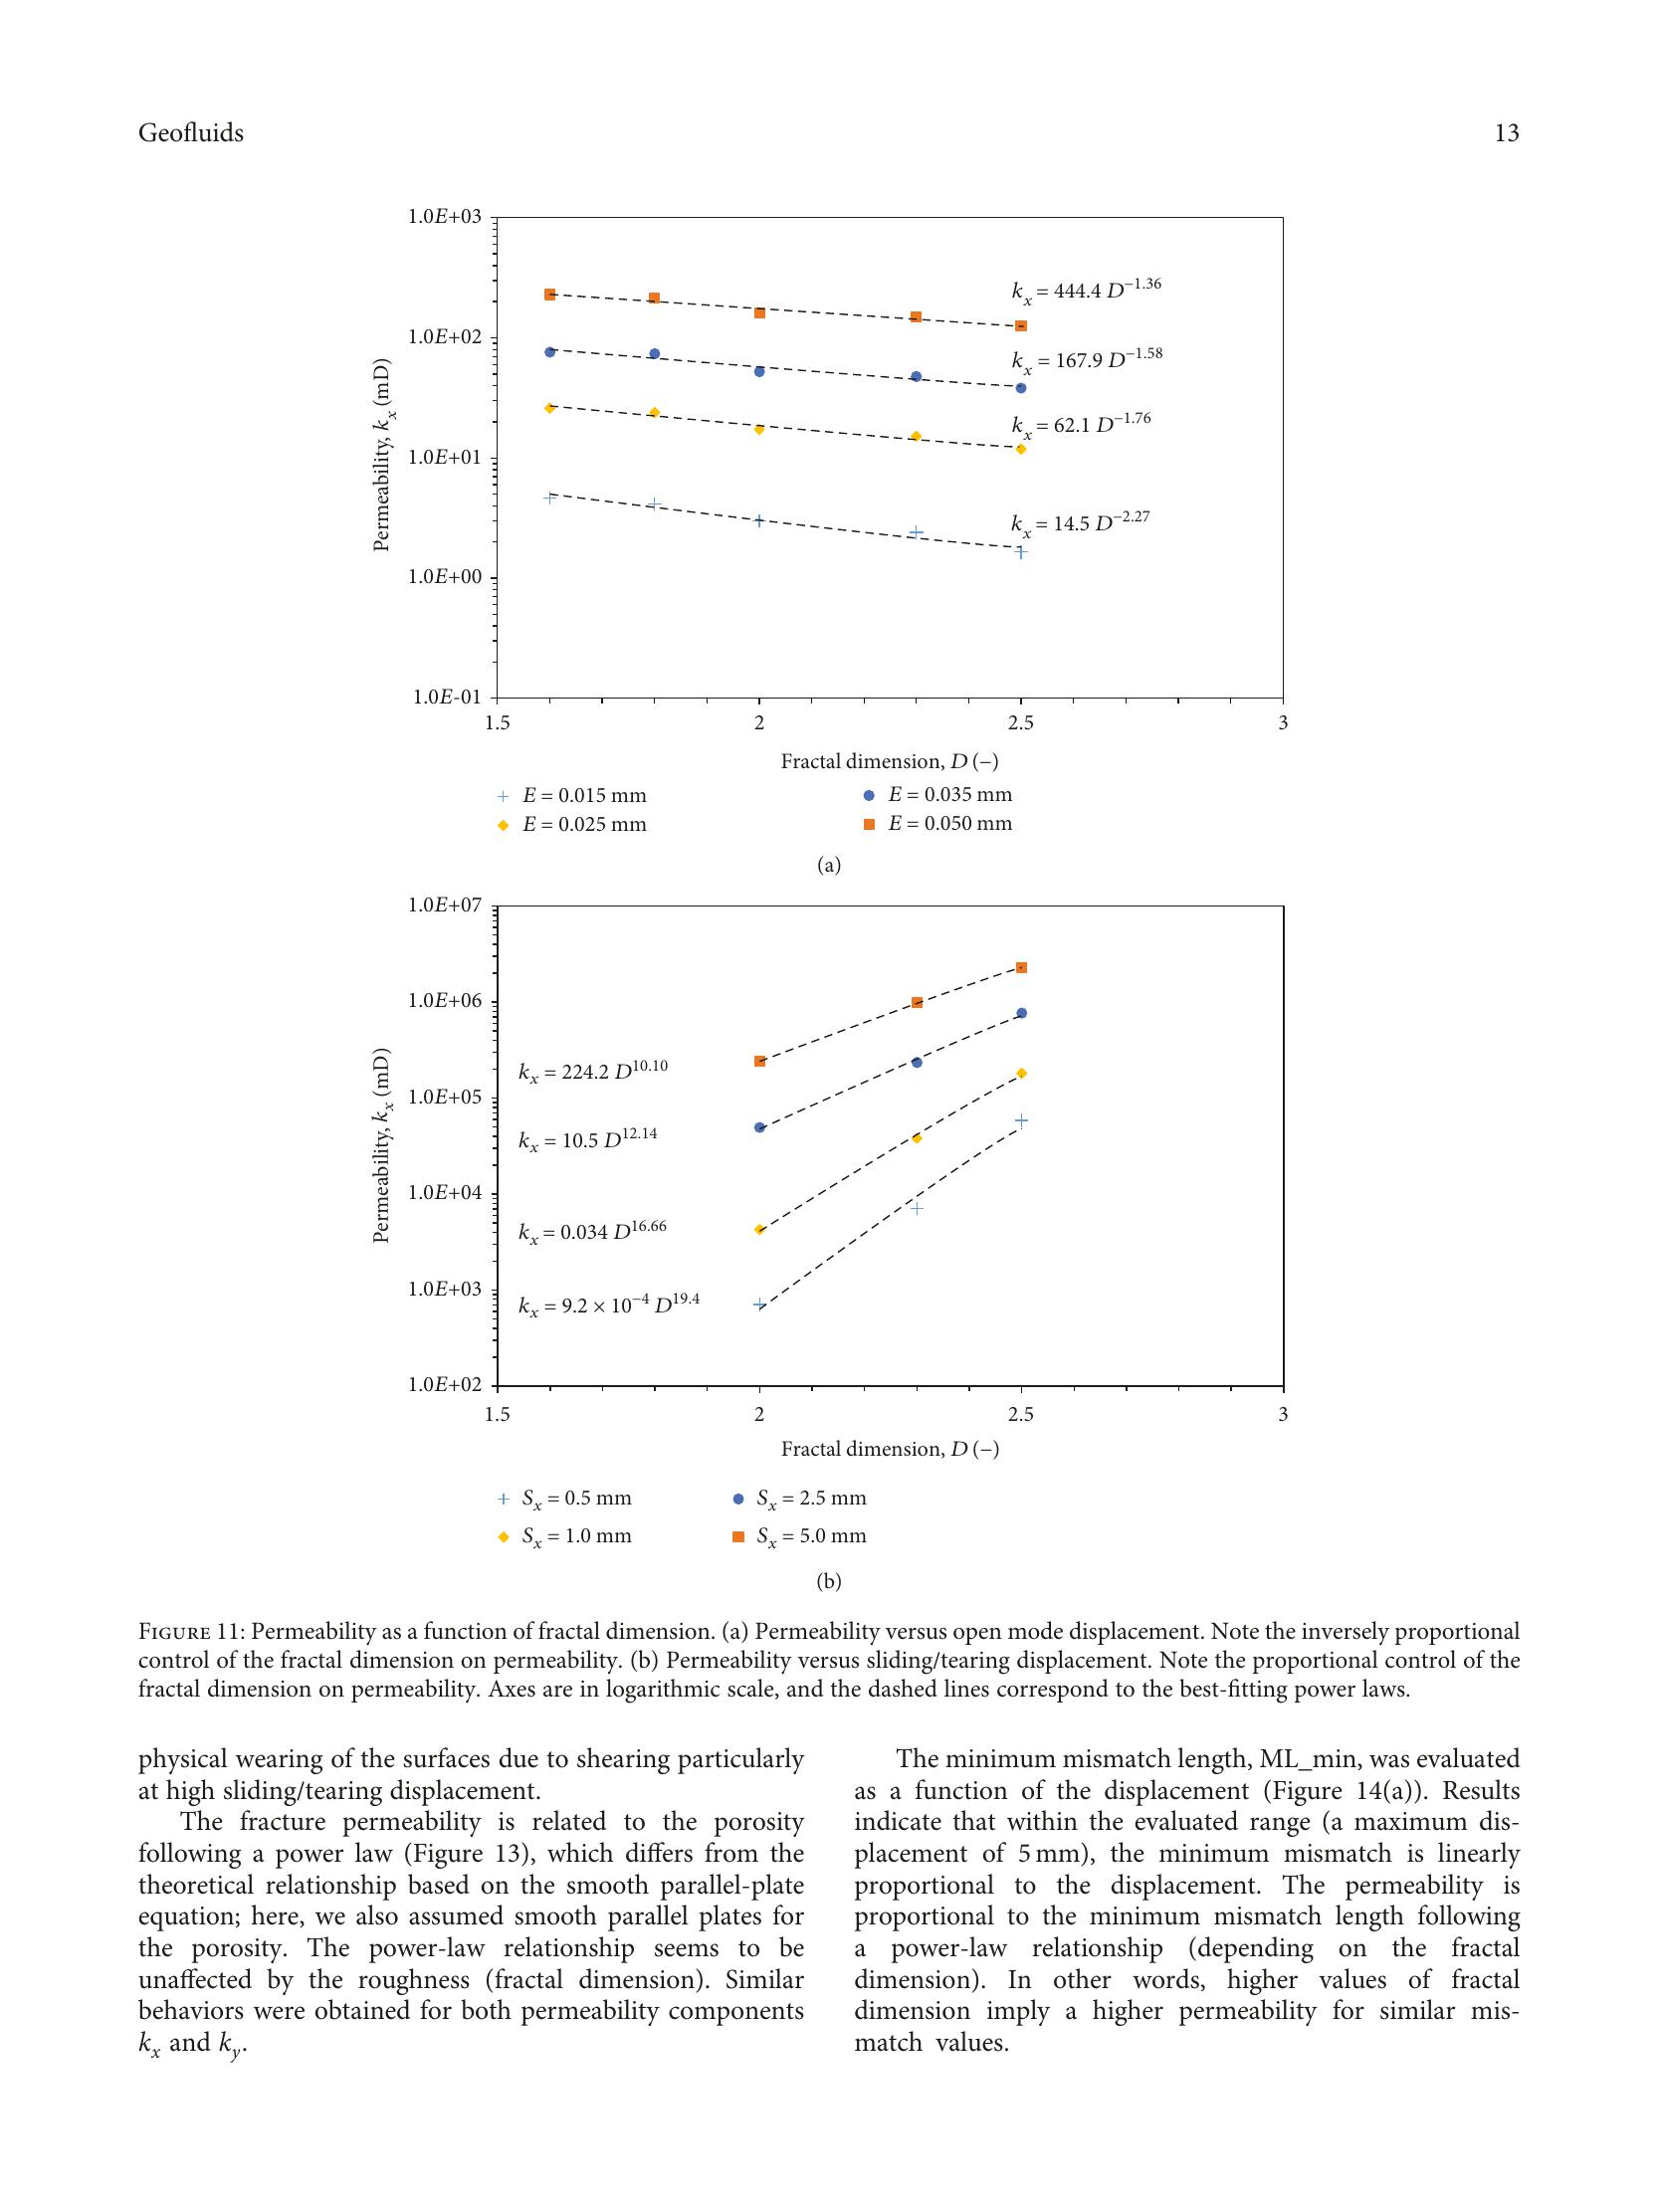 Geofluids
13
1.0E+03
1.0E+02
1.0E+01
1.0E+00
1.0E-01
Permeability, kx (mD)
kx = 444.4 D−1.36
kx = 167.9 D−1.58
kx = 62.1 D−1.76
kx = 14.5 D−2.27
1.5 2 2.5 3
Fractal dimension, D (−)
E = 0.015 mm
E = 0.025 mm
E = 0.035 mm
E = 0.050 mm
(a)
1.0E+07
1.0E+06
1.0E+05
1.0E+04
1.0E+03
1.0E+02
Permeability, kx (mD)
kx = 224.2 D10.10
kx = 10.5 D12.14
kx = 0.034 D16.66
kx = 9.2 × 10−4 D19.4
1.5 2 2.5 3
Fractal dimension, D (−)
Sx = 0.5 mm
Sx = 1.0 mm
Sx = 2.5 mm
Sx = 5.0 mm
(b)
Figure 11: Permeability as a function of fractal dimension. (a) Permeability versus open mode displacement. Note the inversely proportional
control of the fractal dimension on permeability. (b) Permeability versus sliding/tearing displacement. Note the proportional control of the
fractal dimension on permeability. Axes are in logarithmic scale, and the dashed lines correspond to the best-fitting power laws.
physical wearing of the surfaces due to shearing particularly
at high sliding/tearing displacement.
The fracture permeability is related to the porosity
following a power law (Figure 13), which differs from the
theoretical relationship based on the smooth parallel-plate
equation; here, we also assumed smooth parallel plates for
the porosity. The power-law relationship seems to be
unaffected by the roughness (fractal dimension). Similar
behaviors were obtained for both permeability components
kx and ky.
The minimum mismatch length, ML_min, was evaluated
as a function of the displacement (Figure 14(a)). Results
indicate that within the evaluated range (a maximum dis-
placement of 5 mm), the minimum mismatch is linearly
proportional to the displacement. The permeability is
proportional to the minimum mismatch length following
a power-law relationship (depending on the fractal
dimension). In other words, higher values of fractal
dimension imply a higher permeability for similar mis-
match values.